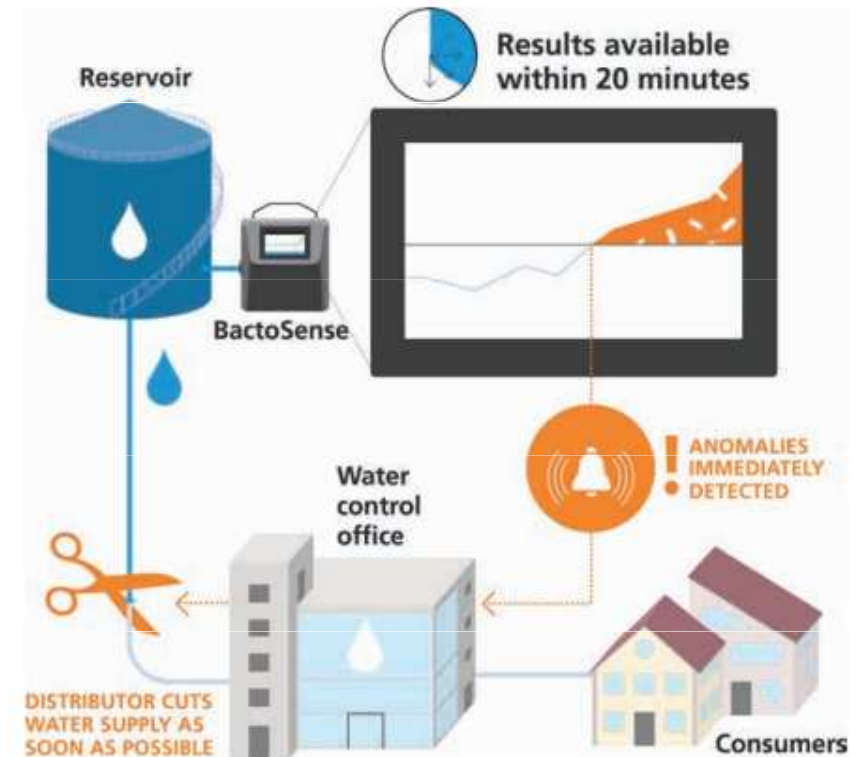 Results available
within 20 minutes
Reservoir
BactoSense
ANOMALIES
IMMEDIATELY
DETECTED
Water
control
office
DISTRIBUTOR CUTS
WATER SUPPLY AS
SOON AS POSSIBLE
Consumers